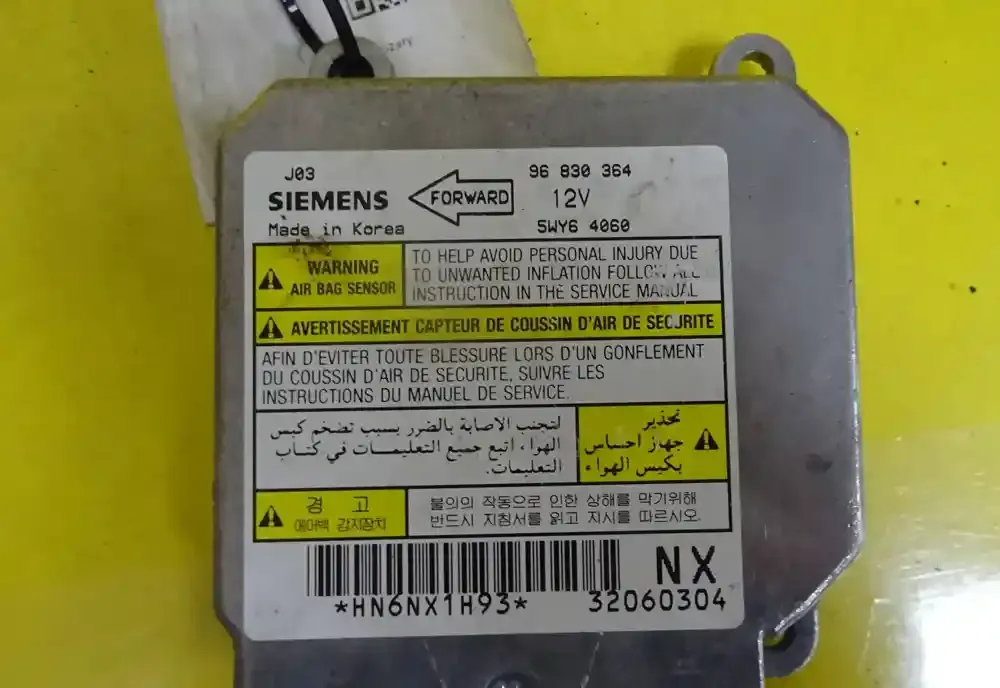 J03
SIEMENS
Made in Korea
FORWARD
96 830 364
12V
5WY6 4060
WARNING
AIR BAG SENSOR
TO HELP AVOID PERSONAL INJURY DUE
TO UNWANTED INFLATION FOLLOW ALL
INSTRUCTION IN THE SERVICE MANUAL
AVERTISSEMENT CAPTEUR DE COUSSIN D'AIR DE SECURITE
AFIN D'EVITER TOUTE BLESSURE LORS D'UN GONFLEMENT
DU COUSSIN D'AIR DE SECURITE, SUIVRE LES
INSTRUCTIONS DU MANUEL DE SERVICE.
تحذير
جهاز احساس
بكيس الهواء
لتجنب الاصابة بالضرر بسبب تضخم كبس
الهواء، اتبع جميع التعليمات في كتاب
التعليمات.
경 고
에어백 감지장치
불의의 작동으로 인한 상해를 막기위해
반드시 지침서를 읽고 지시를 따르시오.
NX
*HN6NX1H93*
32060304